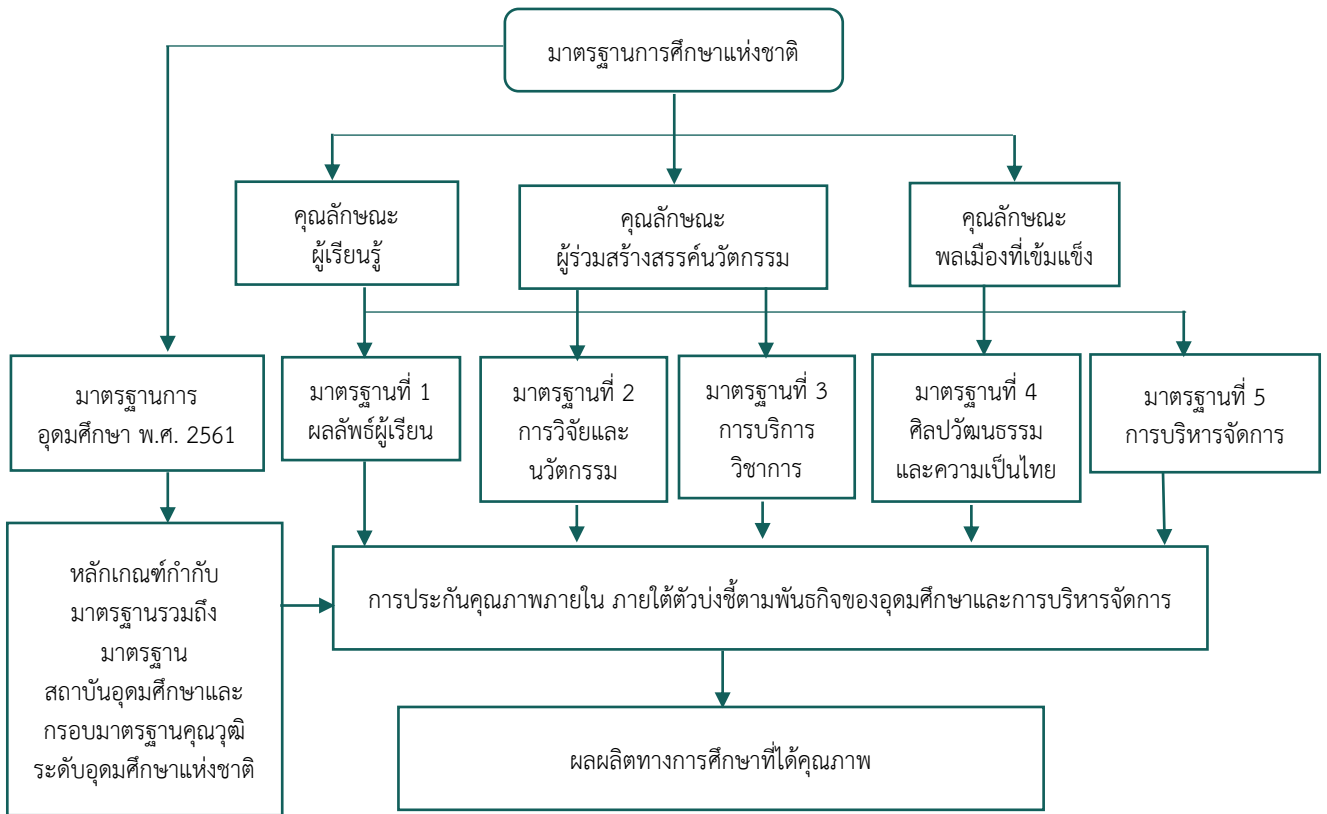 มาตรฐานการศึกษาแห่งชาติ
คุณลักษณะ
ผู้เรียนรู้
คุณลักษณะ
ผู้ร่วมสร้างสรรค์นวัตกรรม
คุณลักษณะ
พลเมืองที่เข้มแข็ง
มาตรฐานการ
อุดมศึกษา พ.ศ. 2561
มาตรฐานที่ 1
ผลลัพธ์ผู้เรียน
มาตรฐานที่ 2
การวิจัยและ
นวัตกรรม
มาตรฐานที่ 3
การบริการ
วิชาการ
มาตรฐานที่ 4
ศิลปวัฒนธรรม
และความเป็นไทย
มาตรฐานที่ 5
การบริหารจัดการ
หลักเกณฑ์กำกับ
มาตรฐานรวมถึง
มาตรฐาน
สถาบันอุดมศึกษาและ
กรอบมาตรฐานคุณวุฒิ
ระดับอุดมศึกษาแห่งชาติ
การประกันคุณภาพภายใน ภายใต้ตัวบ่งชี้ตามพันธกิจของอุดมศึกษาและการบริหารจัดการ
ผลผลิตทางการศึกษาที่ได้คุณภาพ